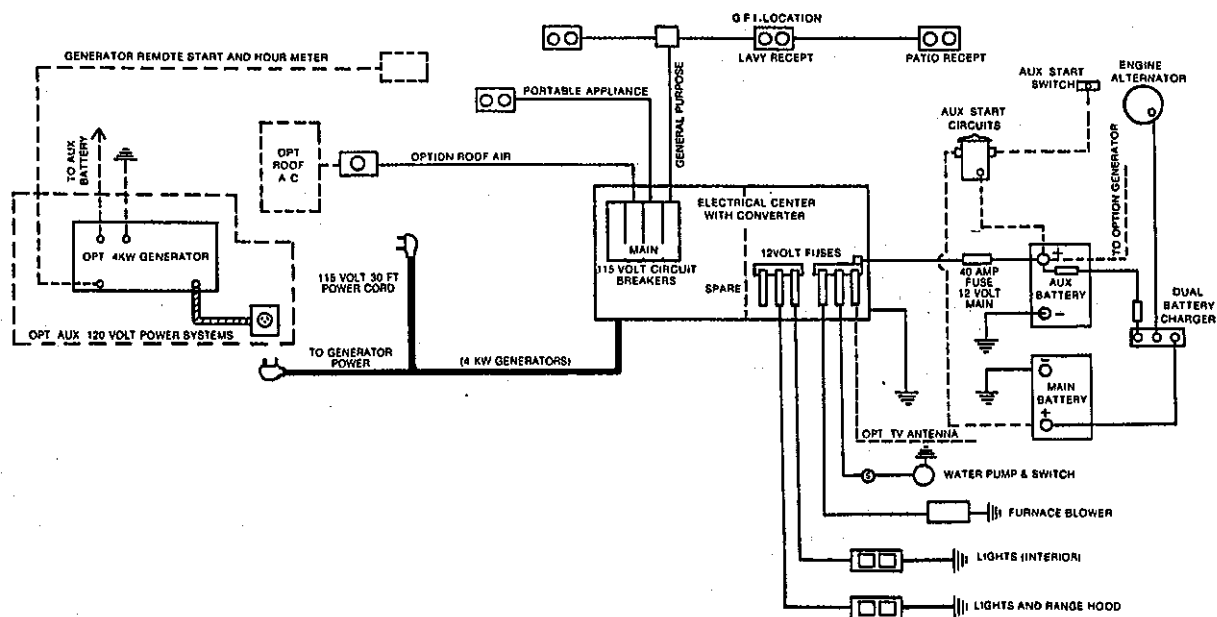 G F I. LOCATION
GENERATOR REMOTE START AND HOUR METER
LAVY RECEPT
PATIO RECEPT
AUX START
SWITCH
ENGINE
ALTERNATOR
PORTABLE APPLIANCE
GENERAL PURPOSE
AUX START
CIRCUITS
TO AUX
BATTERY
OPT
ROOF
A C
OPTION ROOF AIR
TO OPTION GENERATOR
ELECTRICAL CENTER
WITH CONVERTER
OPT 4KW GENERATOR
MAIN
115 VOLT CIRCUIT
BREAKERS
12VOLT FUSES
SPARE
115 VOLT 30 FT
POWER CORD
40 AMP
FUSE
12 VOLT
MAIN
+
AUX
BATTERY
-
DUAL
BATTERY
CHARGER
OPT AUX 120 VOLT POWER SYSTEMS
TO GENERATOR
POWER
(4 KW GENERATORS)
-
MAIN
BATTERY
+
OPT TV ANTENNA
S
WATER PUMP & SWITCH
FURNACE BLOWER
LIGHTS (INTERIOR)
LIGHTS AND RANGE HOOD